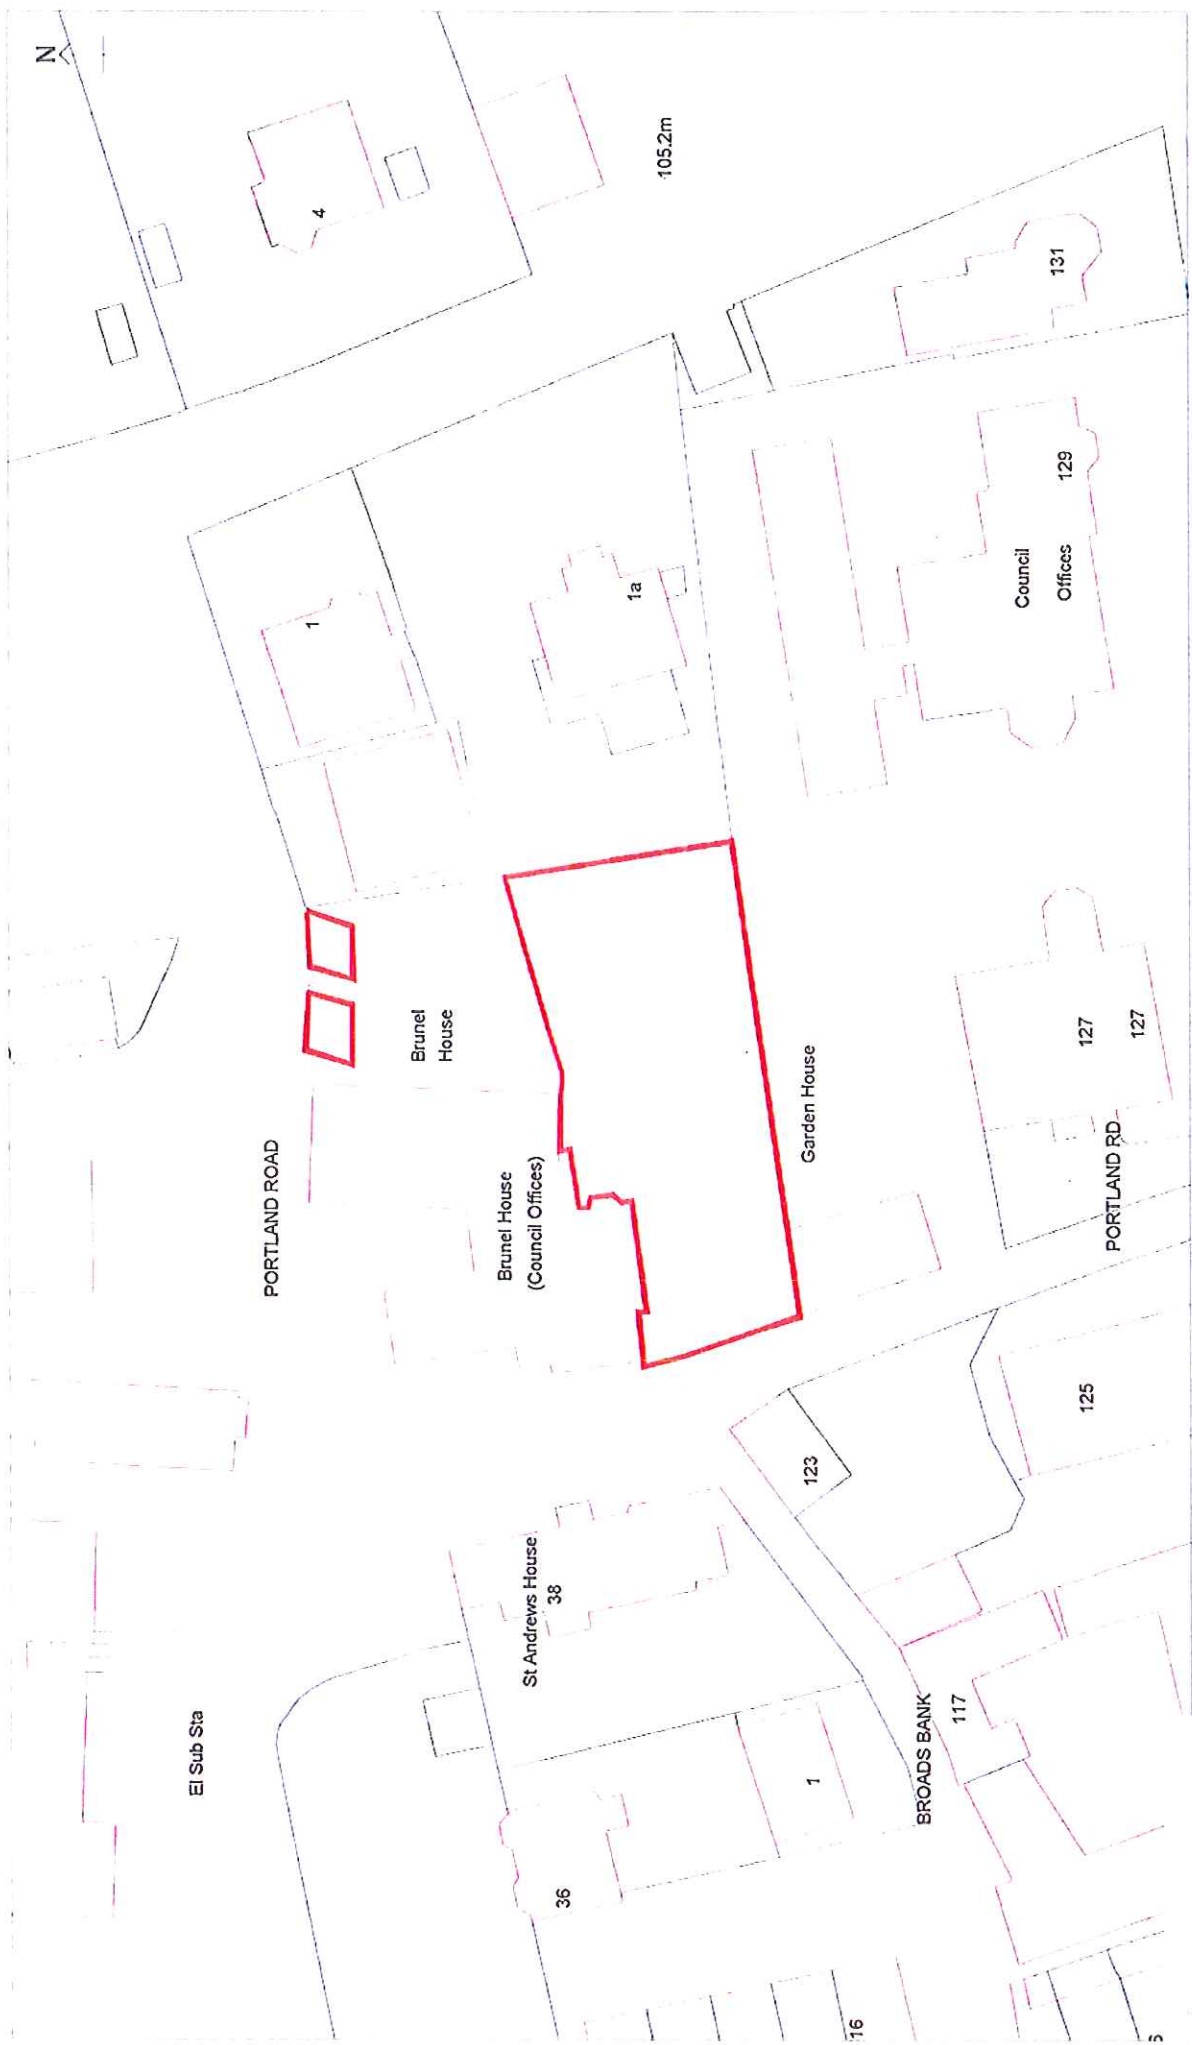 N
4
105.2m
131
1
1a
129
Council
Offices
Brunel
House
PORTLAND ROAD
Brunel House
(Council Offices)
Garden House
127
127
PORTLAND RD
125
123
St Andrews House
38
El Sub Sta
117
BROADS BANK
1
36
16